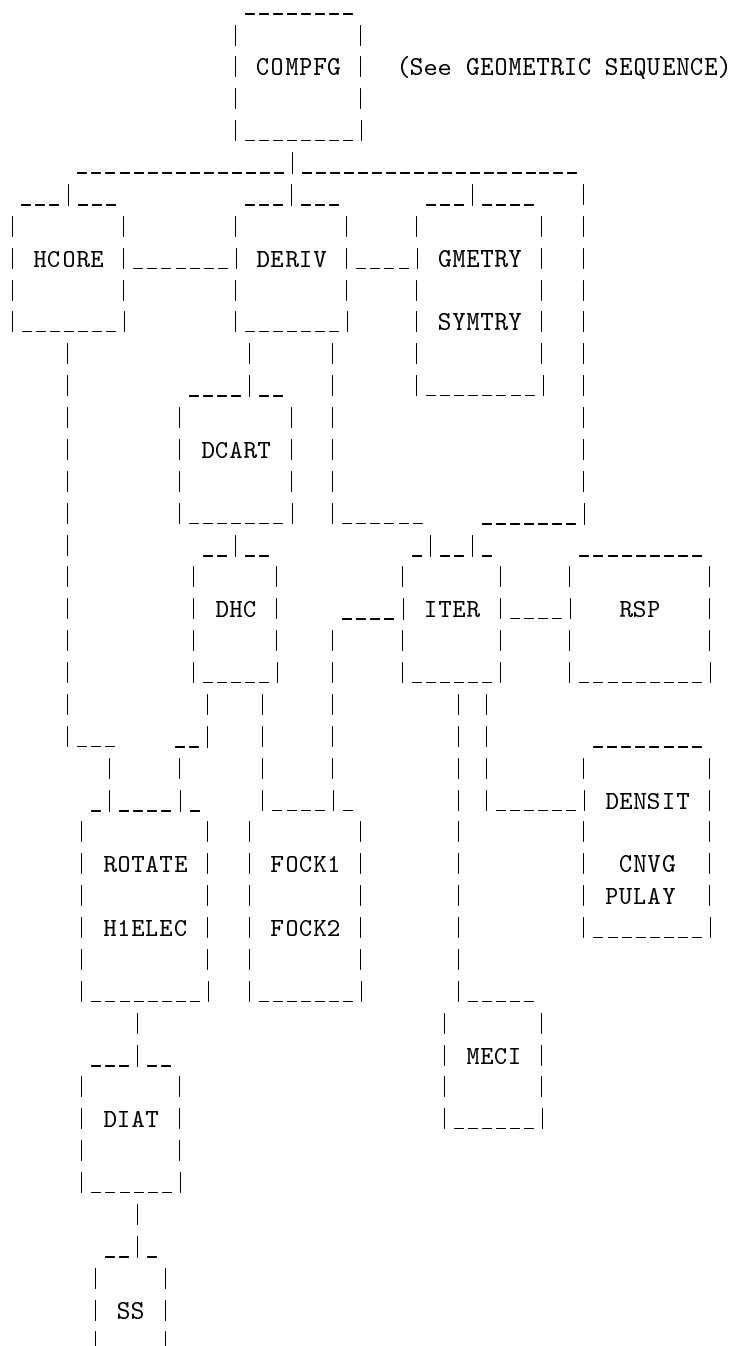 COMPFG (See GEOMETRIC SEQUENCE)
HCORE DERIV GMETRY
SYMTRY
DCART
DHC ITER RSP
DENSIT
ROTATE FOCK1 CNVG
PULAY
H1ELEC FOCK2
MECI
DIAT
SS